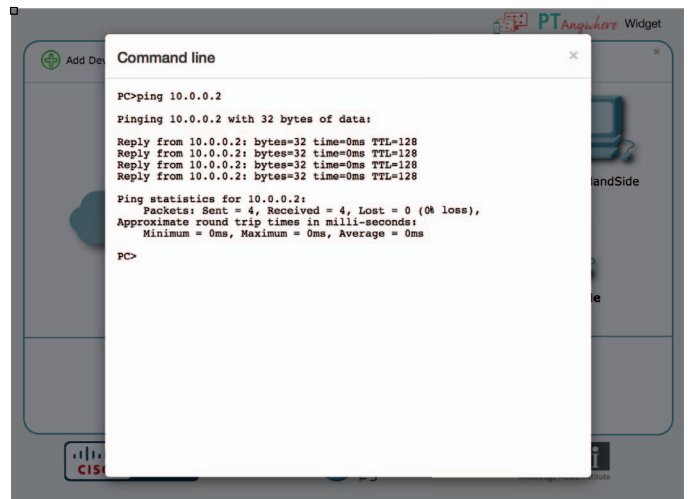 PTAnywhere Widget
Add Dev
Command line
PC>ping 10.0.0.2
Pinging 10.0.0.2 with 32 bytes of data:
Reply from 10.0.0.2: bytes=32 time=0ms TTL=128
Reply from 10.0.0.2: bytes=32 time=0ms TTL=128
Reply from 10.0.0.2: bytes=32 time=0ms TTL=128
Reply from 10.0.0.2: bytes=32 time=0ms TTL=128
Ping statistics for 10.0.0.2:
Packets: Sent = 4, Received = 4, Lost = 0 (0% loss),
Approximate round trip times in milli-seconds:
Minimum = 0ms, Maximum = 0ms, Average = 0ms
PC>
landSide
le
CISC